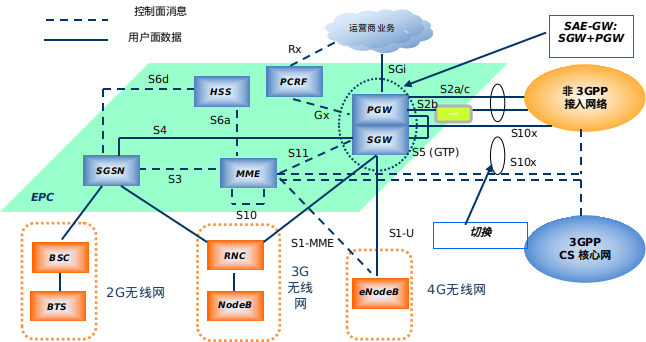 控制面消息
用户面数据
运营商业务
SAE-GW:
SGW+PGW
Rx
SGi
S6d
HSS
PCRF
S2a/c
非 3GPP
接入网络
PGW
S2b
Gx
S6a
S4
SGW
S10x
S11
S5 (GTP)
S10x
SGSN
S3
MME
EPC
S10
S1-MME
S1-U
切换
3GPP
CS 核心网
BSC
RNC
3G
无线
网
2G无线网
eNodeB
4G无线网
BTS
NodeB